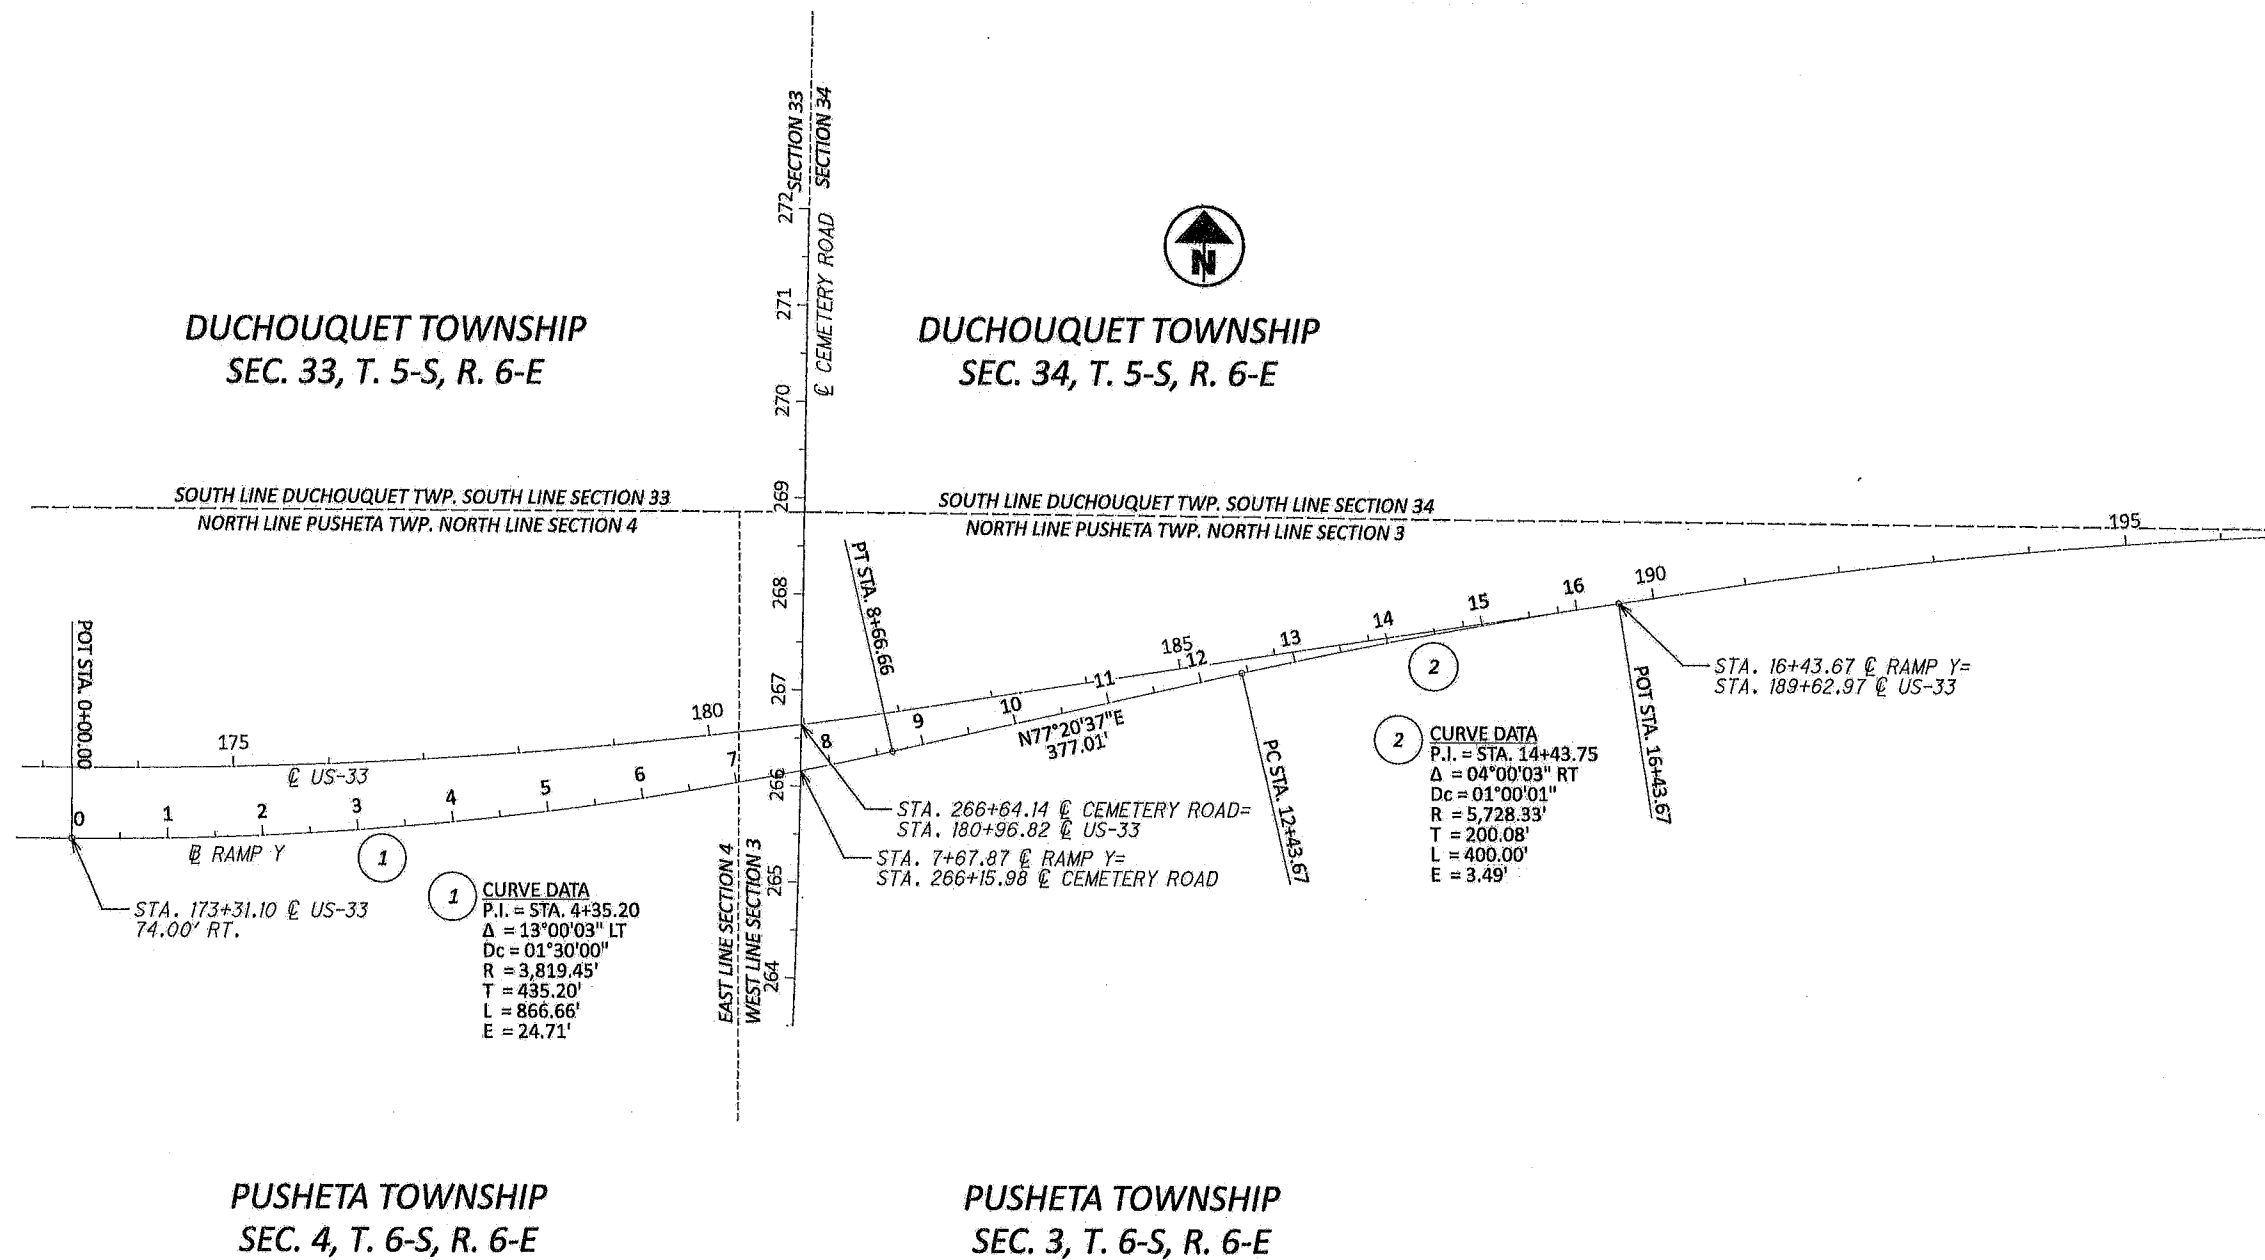 SECTION 33
SECTION 34
272
271
270
269
268
267
266
265
264
℄ CEMETERY ROAD
N
DUCHOUQUET TOWNSHIP
SEC. 33, T. 5-S, R. 6-E
DUCHOUQUET TOWNSHIP
SEC. 34, T. 5-S, R. 6-E
SOUTH LINE DUCHOUQUET TWP. SOUTH LINE SECTION 33
NORTH LINE PUSHETA TWP. NORTH LINE SECTION 4
SOUTH LINE DUCHOUQUET TWP. SOUTH LINE SECTION 34
NORTH LINE PUSHETA TWP. NORTH LINE SECTION 3
175
180
185
190
195
℄ US-33
POT STA. 0+00.00
PT STA. 8+66.66
PC STA. 12+43.67
POT STA. 16+43.67
0
1
2
3
4
5
6
7
8
9
10
11
12
13
14
15
16
RAMP Y
N77°20'37"E
377.01'
STA. 173+31.10 ℄ US-33
74.00' RT.
1
1
CURVE DATA
P.I. = STA. 4+35.20
Δ = 13°00'03" LT
Dc = 01°30'00"
R = 3,819.45'
T = 435.20'
L = 866.66'
E = 24.71'
EAST LINE SECTION 4
WEST LINE SECTION 3
STA. 266+64.14 ℄ CEMETERY ROAD=
STA. 180+96.82 ℄ US-33
STA. 7+67.87 ℄ RAMP Y=
STA. 266+15.98 ℄ CEMETERY ROAD
2
2
CURVE DATA
P.I. = STA. 14+43.75
Δ = 04°00'03" RT
Dc = 01°00'01"
R = 5,728.33'
T = 200.08'
L = 400.00'
E = 3.49'
STA. 16+43.67 ℄ RAMP Y=
STA. 189+62.97 ℄ US-33
PUSHETA TOWNSHIP
SEC. 4, T. 6-S, R. 6-E
PUSHETA TOWNSHIP
SEC. 3, T. 6-S, R. 6-E